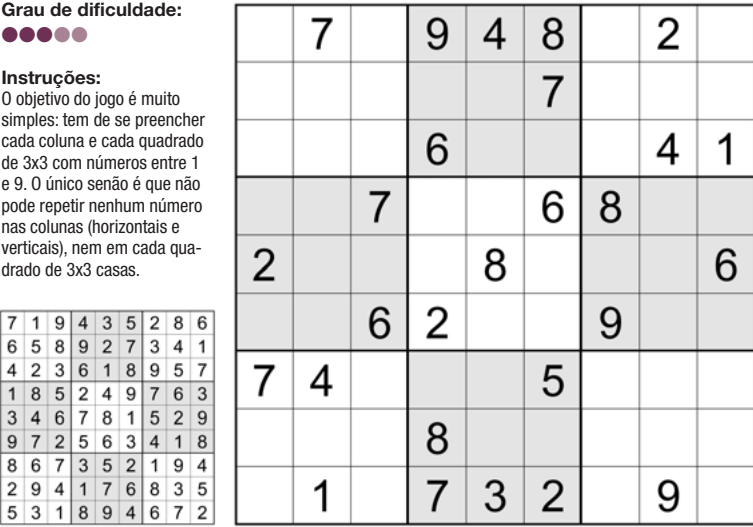 Grau de dificuldade:
Instruções:
O objetivo do jogo é muito
simples: tem de se preencher
cada coluna e cada quadrado
de 3x3 com números entre 1
e 9. O único senão é que não
pode repetir nenhum número
nas colunas (horizontais e
verticais), nem em cada qua-
drado de 3x3 casas.
7 1 9 4 3 5 2 8 6
6 5 8 9 2 7 3 4 1
4 2 3 6 1 8 9 5 7
1 8 5 2 4 9 7 6 3
3 4 6 7 8 1 5 2 9
9 7 2 5 6 3 4 1 8
8 6 7 3 5 2 1 9 4
2 9 4 1 7 6 8 3 5
5 3 1 8 9 4 6 7 2
7 9 4 8 2
7
6 4 1
7 6 8
2 8 6
6 2 9
7 4 5
8
1 7 3 2 9